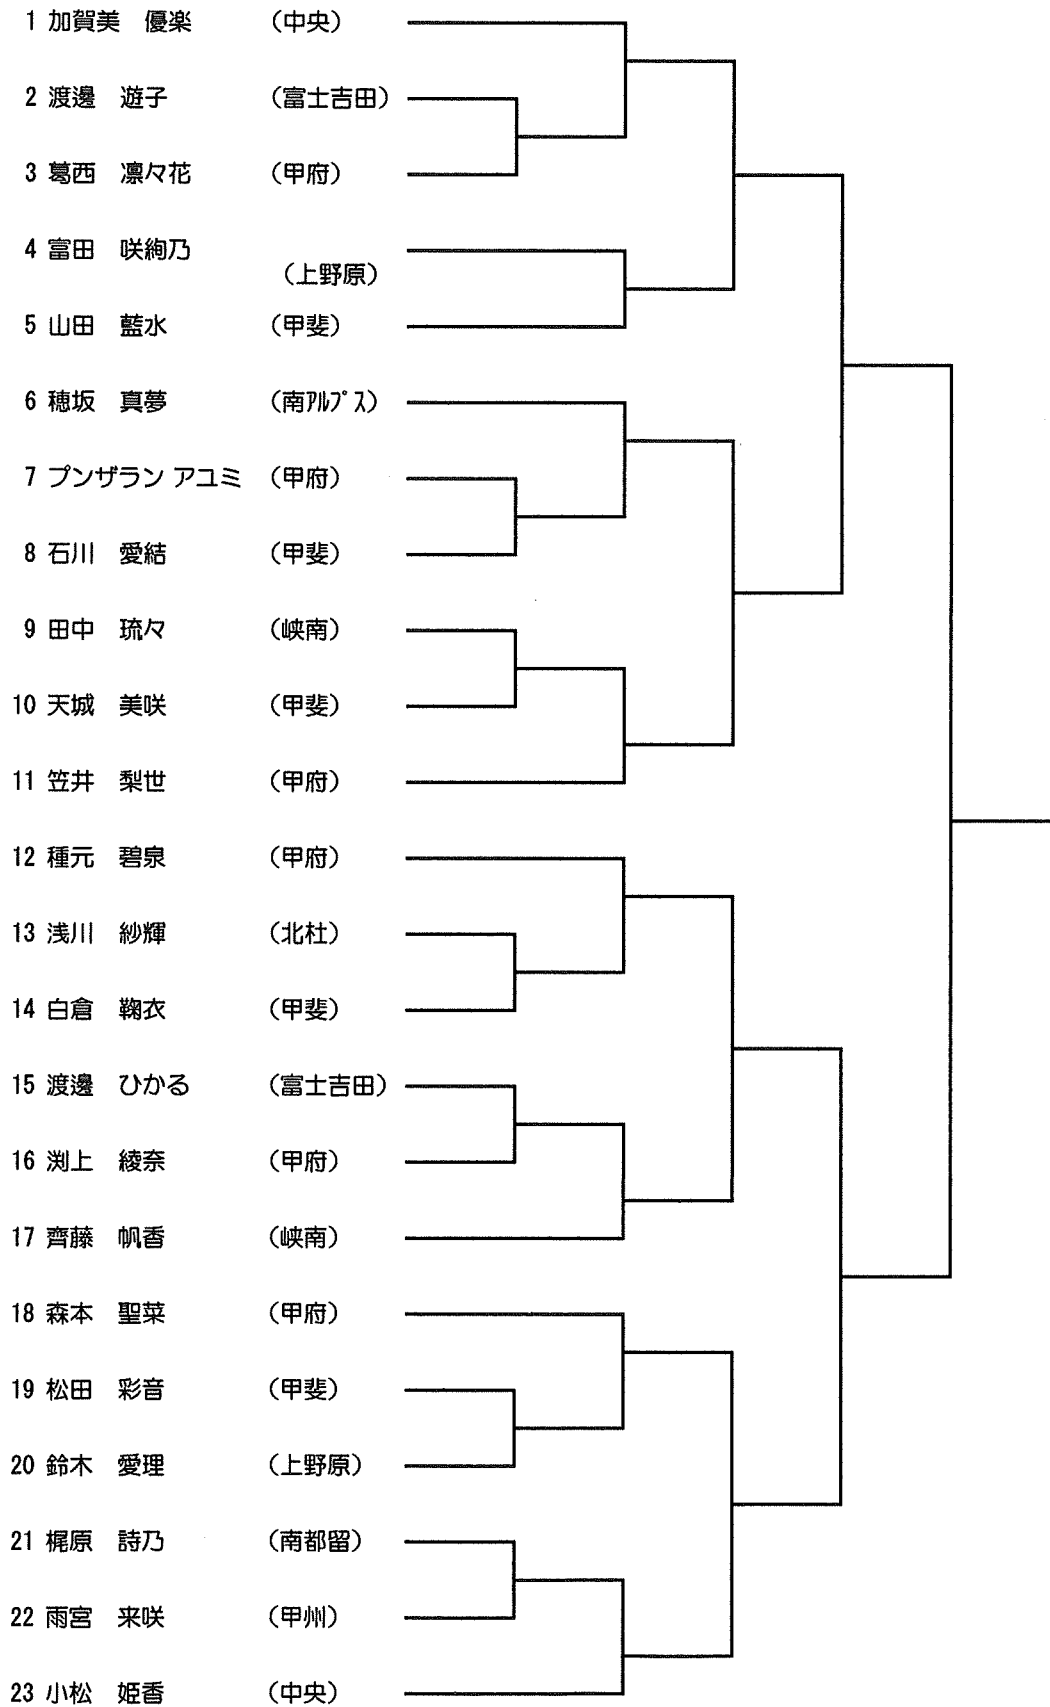 1 加賀美 優楽 (中央)
2 渡邊 遊子 (富士吉田)
3 葛西 凛々花 (甲府)
4 富田 咲絢乃
(上野原)
5 山田 藍水 (甲斐)
6 穂坂 真夢 (南ｱﾙﾌﾟｽ)
7 プンザラン アユミ (甲府)
8 石川 愛結 (甲斐)
9 田中 琉々 (峡南)
10 天城 美咲 (甲斐)
11 笠井 梨世 (甲府)
12 種元 碧泉 (甲府)
13 浅川 紗輝 (北杜)
14 白倉 鞠衣 (甲斐)
15 渡邊 ひかる (富士吉田)
16 渕上 綾奈 (甲府)
17 齊藤 帆香 (峡南)
18 森本 聖菜 (甲府)
19 松田 彩音 (甲斐)
20 鈴木 愛理 (上野原)
21 梶原 詩乃 (南都留)
22 雨宮 来咲 (甲州)
23 小松 姫香 (中央)